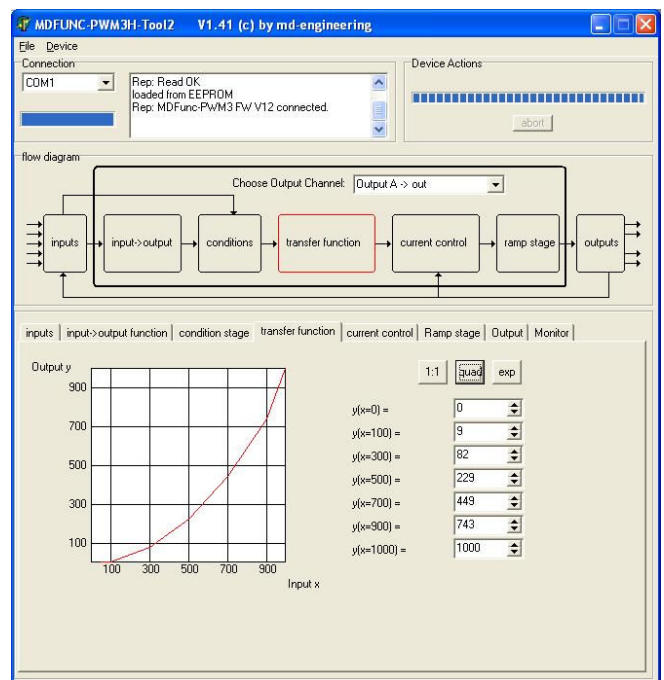 MDFUNC-PWM3H-Tool2 V1.41 (c) by md-engineering
File Device
Connection
COM1
Rep: Read OK
loaded from EEPROM
Rep: MDFunc-PWM3 FW V12 connected.
Device Actions
abort
flow diagram
Choose Output Channel: Output A -> out
inputs
input->output
conditions
transfer function
current control
ramp stage
outputs
inputs input->output function condition stage transfer function current control Ramp stage Output Monitor
Output y
900
700
500
300
100
100 300 500 700 900
Input x
1:1 quad exp
y(x=0) = 0
y(x=100) = 9
y(x=300) = 82
y(x=500) = 229
y(x=700) = 449
y(x=900) = 743
y(x=1000) = 1000